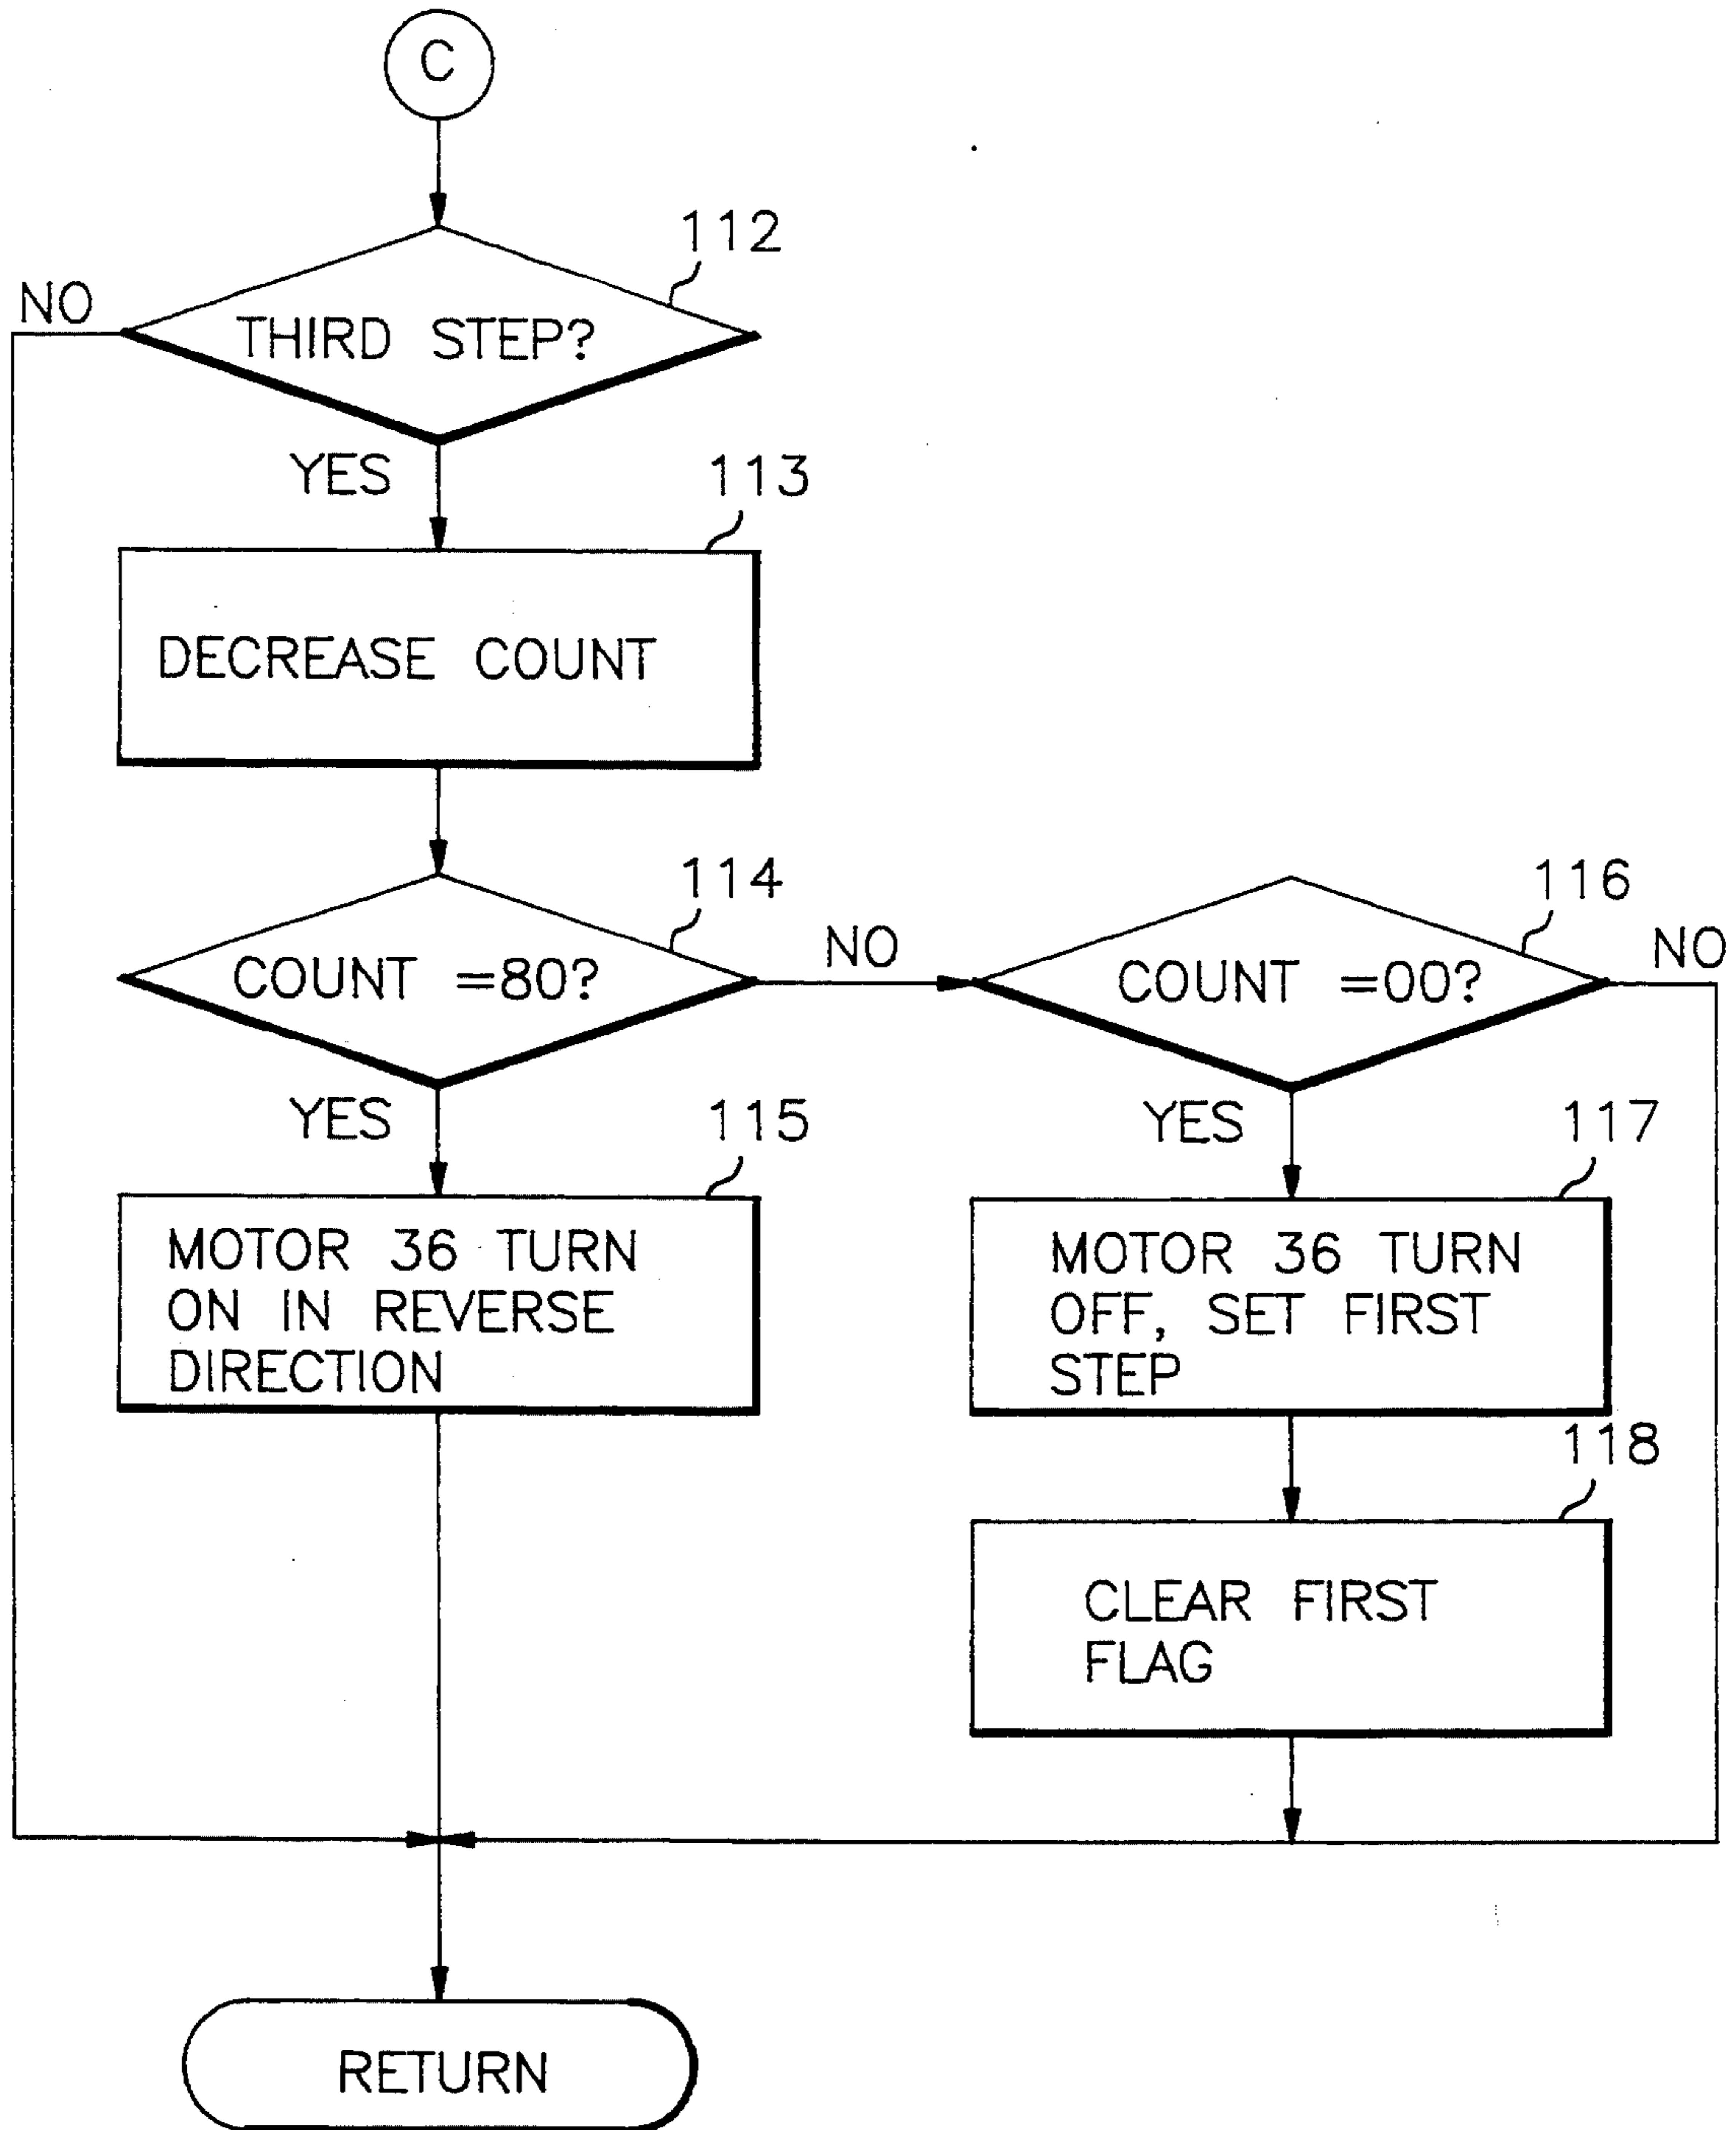 C
112
NO
THIRD STEP?
YES
113
DECREASE COUNT
114
116
NO
NO
COUNT =80?
COUNT =00?
YES
115
YES
117
MOTOR 36 TURN
ON IN REVERSE
DIRECTION
MOTOR 36 TURN
OFF, SET FIRST
STEP
118
CLEAR FIRST
FLAG
RETURN